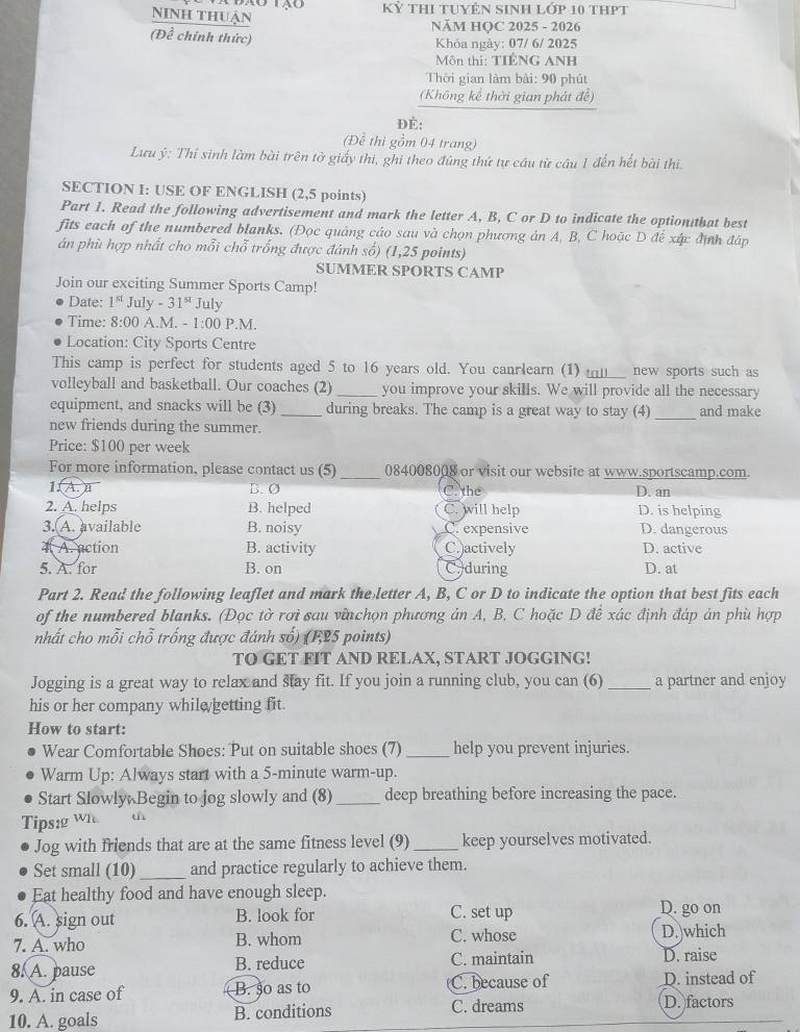 VÀ ĐÀO TẠO
NINH THUẬN
(Đề chính thức)
KỲ THI TUYỂN SINH LỚP 10 THPT
NĂM HỌC 2025 - 2026
Khóa ngày: 07/ 6/ 2025
Môn thi: TIẾNG ANH
Thời gian làm bài: 90 phút
(Không kể thời gian phát đề)
ĐỀ:
(Đề thi gồm 04 trang)
Lưu ý: Thí sinh làm bài trên tờ giấy thi, ghi theo đúng thứ tự câu từ câu 1 đến hết bài thi.
SECTION I: USE OF ENGLISH (2,5 points)
Part 1. Read the following advertisement and mark the letter A, B, C or D to indicate the option that best
fits each of the numbered blanks. (Đọc quảng cáo sau và chọn phương án A, B, C hoặc D để xác định đáp
án phù hợp nhất cho mỗi chỗ trống được đánh số) (1,25 points)
SUMMER SPORTS CAMP
Join our exciting Summer Sports Camp!
● Date: 1st July - 31st July
● Time: 8:00 A.M. - 1:00 P.M.
● Location: City Sports Centre
This camp is perfect for students aged 5 to 16 years old. You can learn (1) ____ new sports such as
volleyball and basketball. Our coaches (2) _____ you improve your skills. We will provide all the necessary
equipment, and snacks will be (3) _____ during breaks. The camp is a great way to stay (4) _____ and make
new friends during the summer.
Price: $100 per week
For more information, please contact us (5) _____ 084008008 or visit our website at www.sportscamp.com.
1. A. a B. Ø C. the D. an
2. A. helps B. helped C. will help D. is helping
3. A. available B. noisy C. expensive D. dangerous
4. A. action B. activity C. actively D. active
5. A. for B. on C. during D. at
Part 2. Read the following leaflet and mark the letter A, B, C or D to indicate the option that best fits each
of the numbered blanks. (Đọc tờ rơi sau và chọn phương án A, B, C hoặc D để xác định đáp án phù hợp
nhất cho mỗi chỗ trống được đánh số) (1,25 points)
TO GET FIT AND RELAX, START JOGGING!
Jogging is a great way to relax and stay fit. If you join a running club, you can (6) _____ a partner and enjoy
his or her company while getting fit.
How to start:
● Wear Comfortable Shoes: Put on suitable shoes (7) _____ help you prevent injuries.
● Warm Up: Always start with a 5-minute warm-up.
● Start Slowly: Begin to jog slowly and (8) _____ deep breathing before increasing the pace.
Tips:
● Jog with friends that are at the same fitness level (9) _____ keep yourselves motivated.
● Set small (10) _____ and practice regularly to achieve them.
● Eat healthy food and have enough sleep.
6. A. sign out B. look for C. set up D. go on
7. A. who B. whom C. whose D. which
8. A. pause B. reduce C. maintain D. raise
9. A. in case of B. so as to C. because of D. instead of
10. A. goals B. conditions C. dreams D. factors